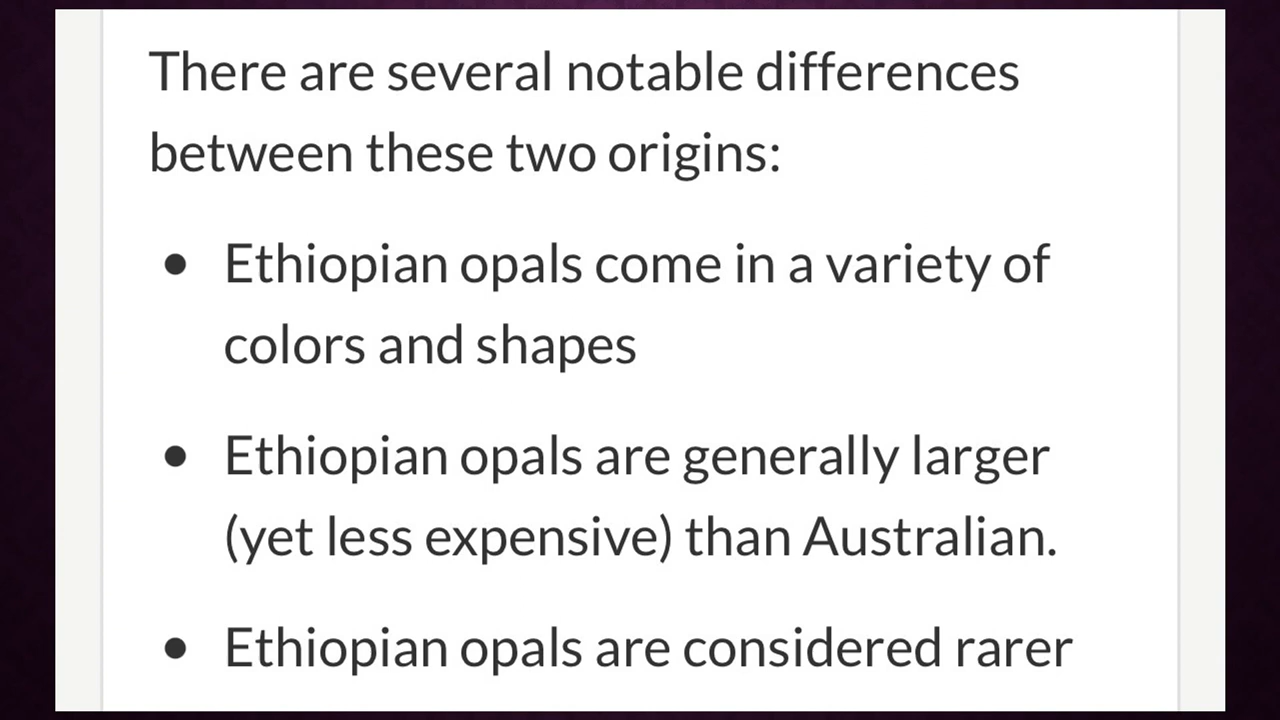 There are several notable differences
between these two origins:
• Ethiopian opals come in a variety of
colors and shapes
• Ethiopian opals are generally larger
(yet less expensive) than Australian.
• Ethiopian opals are considered rarer